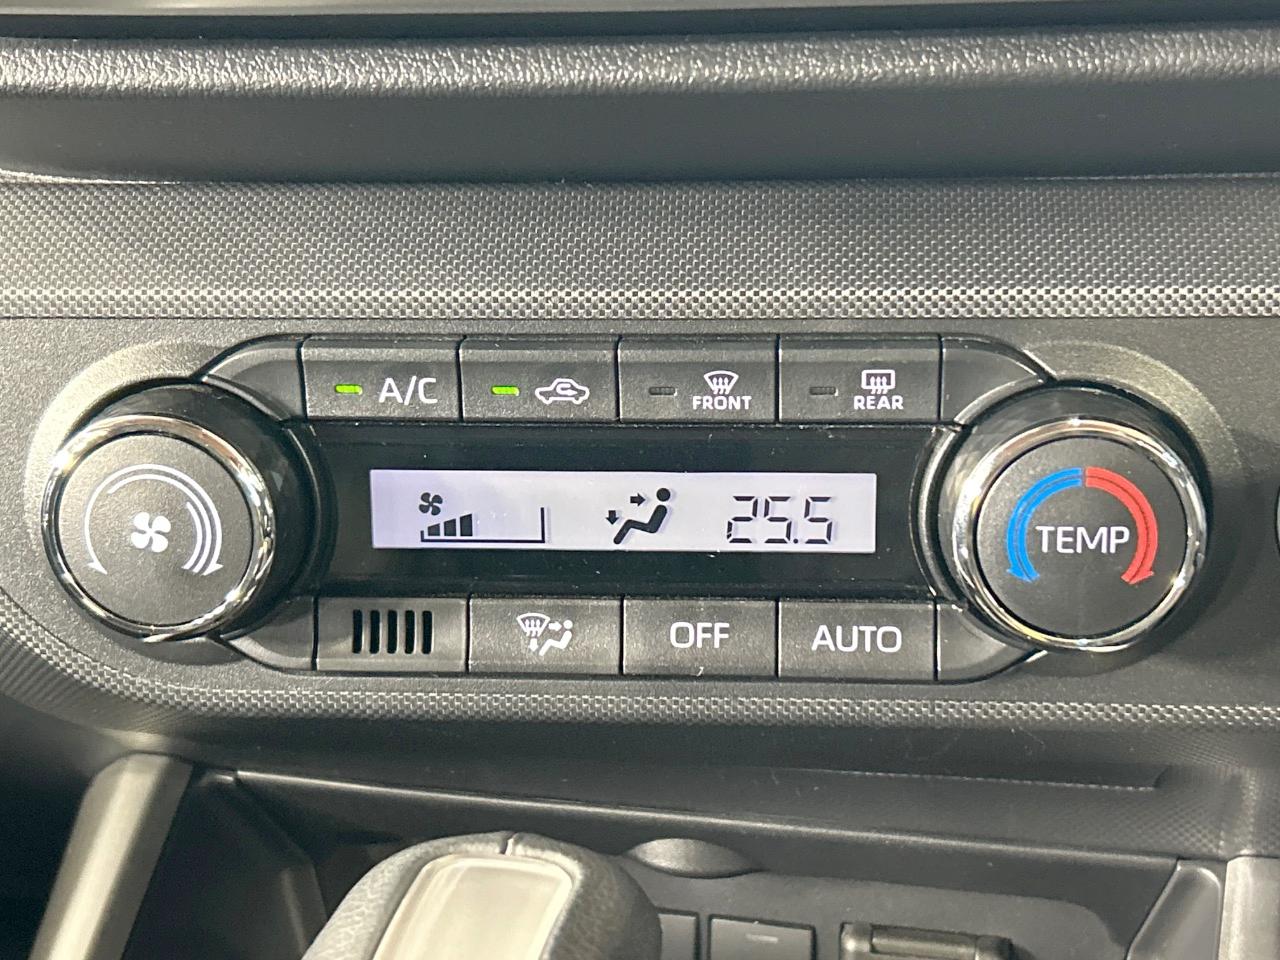 A/C
FRONT
REAR
25.5
TEMP
OFF
AUTO